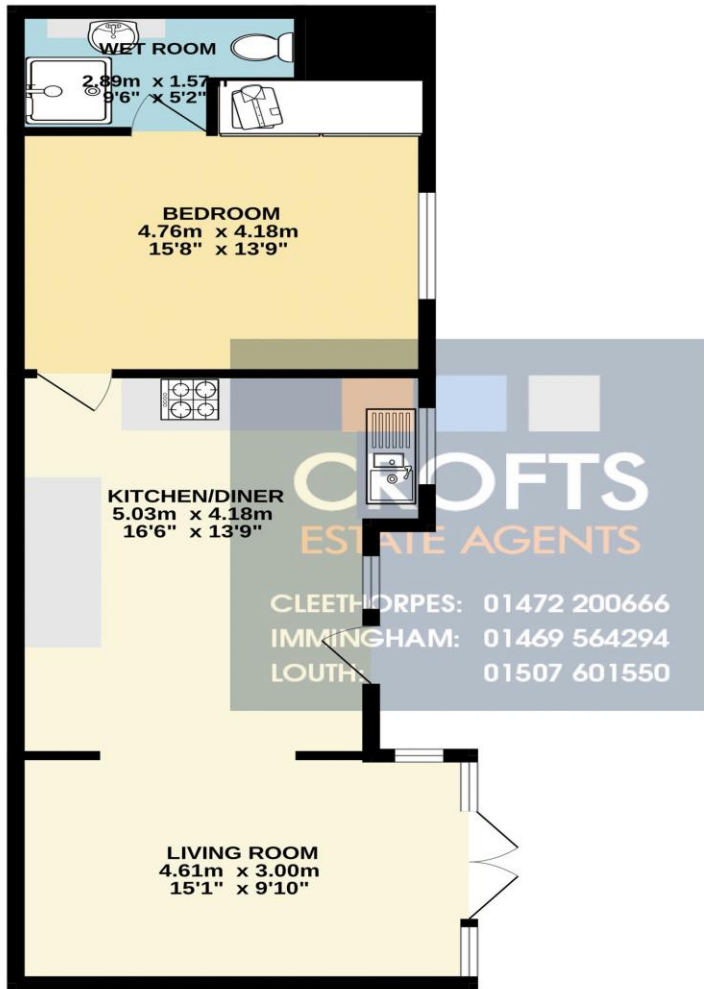 WET ROOM
2.89m x 1.57m
9'6" x 5'2"
BEDROOM
4.76m x 4.18m
15'8" x 13'9"
KITCHEN/DINER
5.03m x 4.18m
16'6" x 13'9"
CROFTS
ESTATE AGENTS
CLEETHORPES: 01472 200666
IMMINGHAM: 01469 564294
LOUTH: 01507 601550
LIVING ROOM
4.61m x 3.00m
15'1" x 9'10"